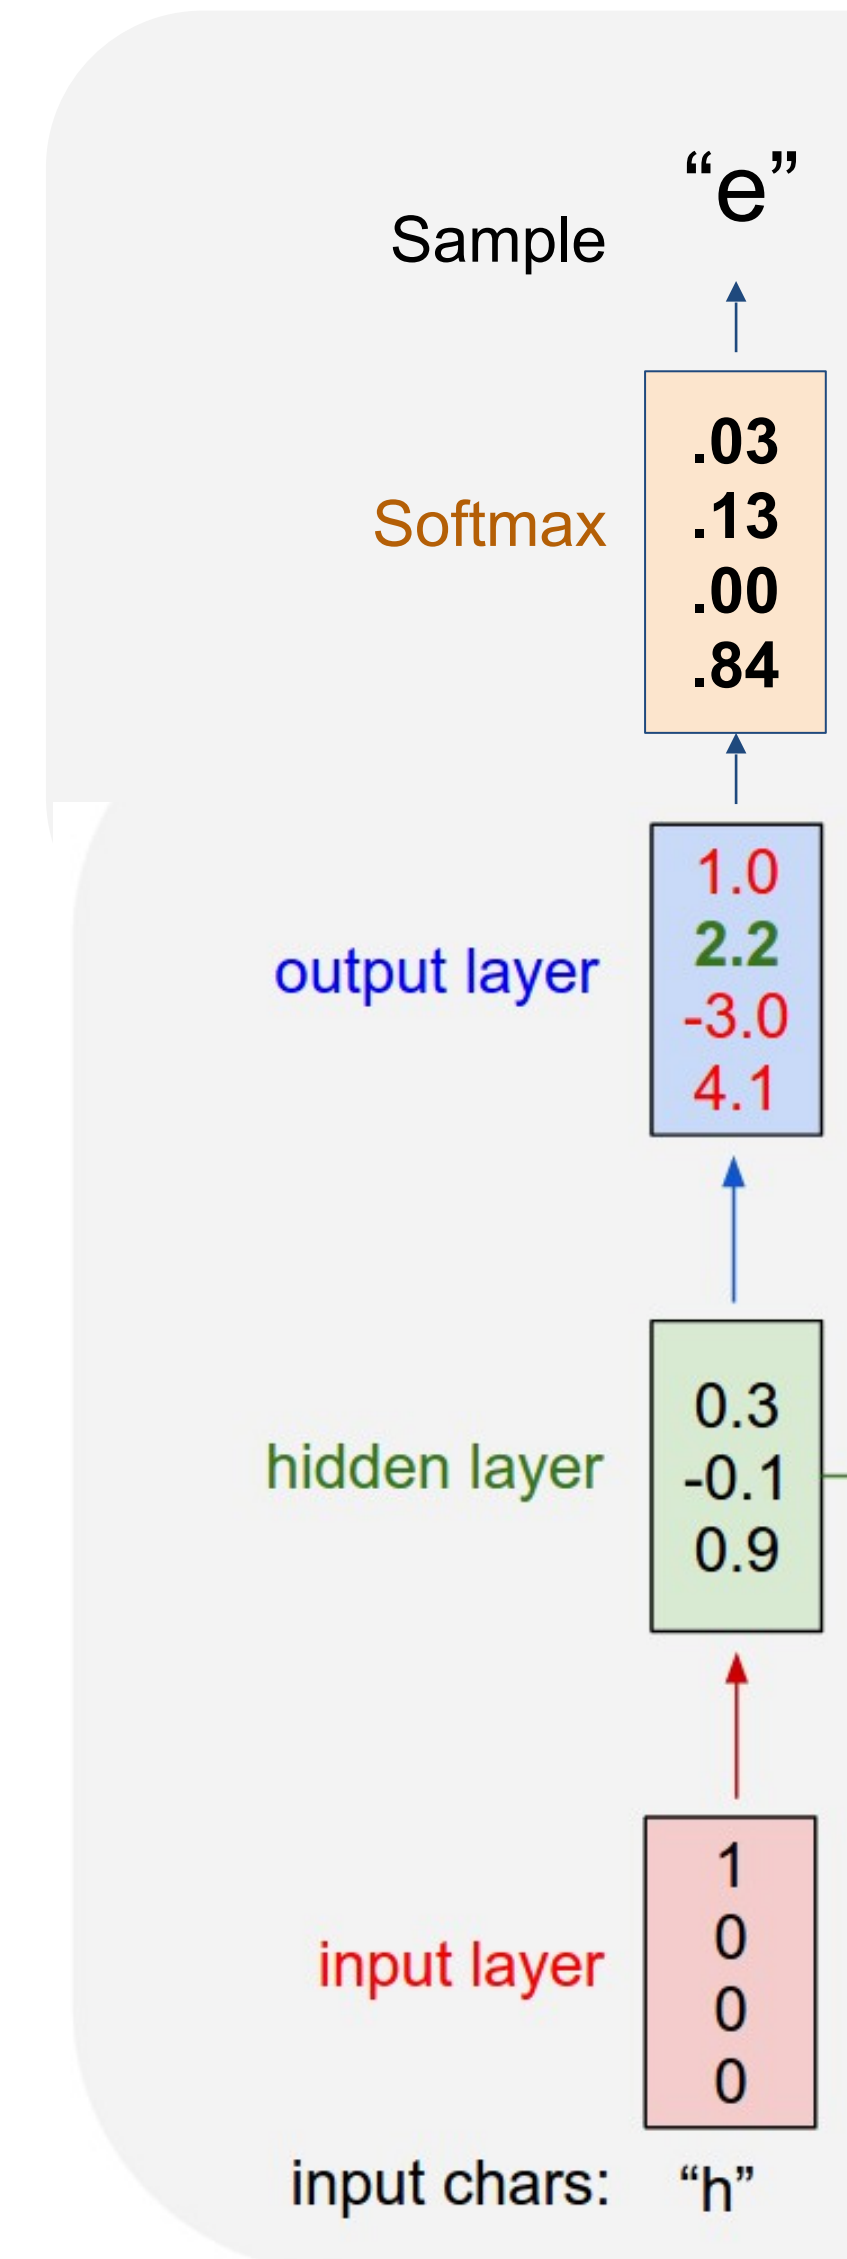 “e”
Sample
Softmax
.03
.13
.00
.84
output layer
1.0
2.2
-3.0
4.1
hidden layer
0.3
-0.1
0.9
input layer
1
0
0
0
input chars: “h”